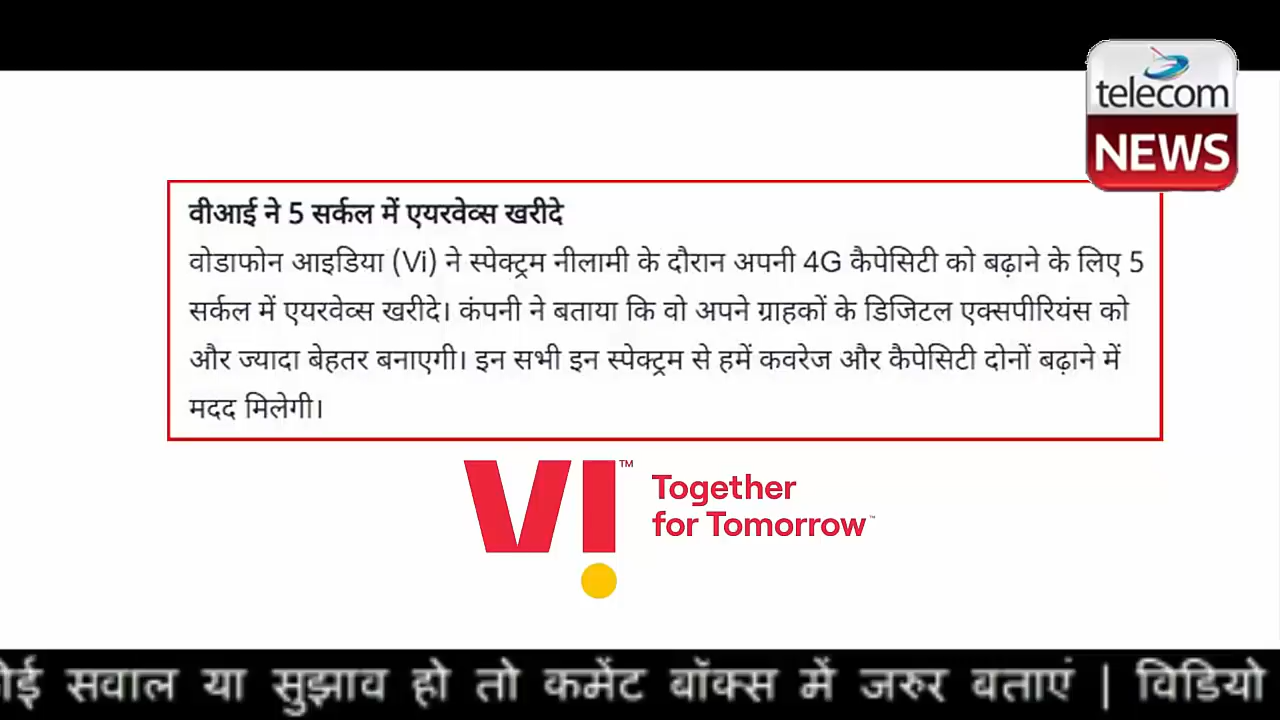 telecom
NEWS
वीआई ने 5 सर्कल में एयरवेव्स खरीदे
वोडाफोन आइडिया (Vi) ने स्पेक्ट्रम नीलामी के दौरान अपनी 4G कैपेसिटी को बढ़ाने के लिए 5
सर्कल में एयरवेव्स खरीदे। कंपनी ने बताया कि वो अपने ग्राहकों के डिजिटल एक्सपीरियंस को
और ज्यादा बेहतर बनाएगी। इन सभी इन स्पेक्ट्रम से हमें कवरेज और कैपेसिटी दोनों बढ़ाने में
मदद मिलेगी।
VI™ Together
for Tomorrow™
सवाल या सुझाव हो तो कमेंट बॉक्स में जरुर बताएं | विडियो